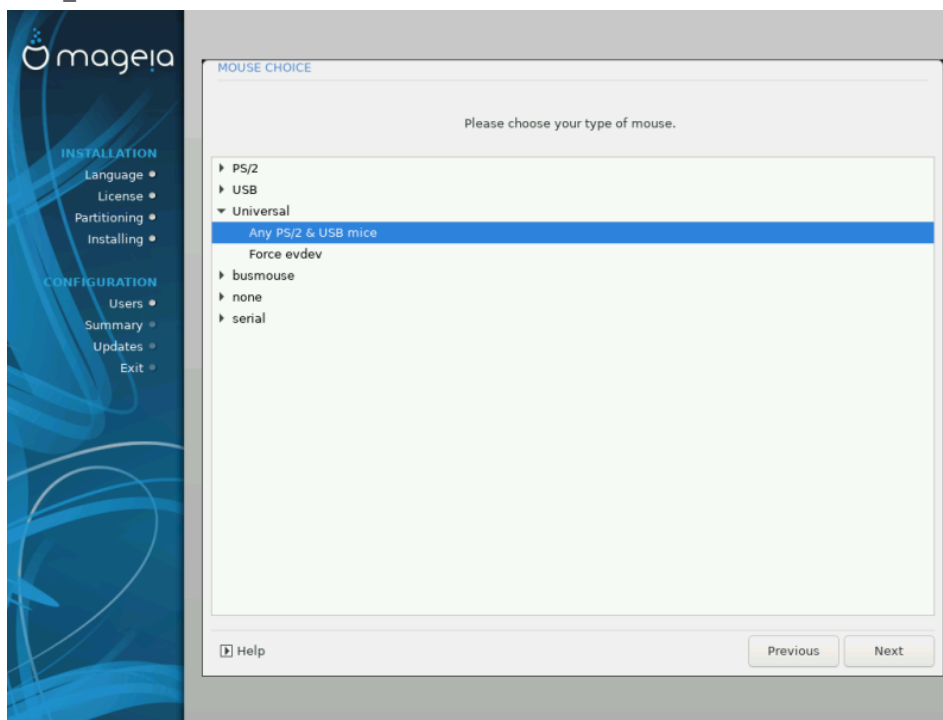 mageia
INSTALLATION
Language
License
Partitioning
Installing
CONFIGURATION
Users
Summary
Updates
Exit
MOUSE CHOICE
Please choose your type of mouse.
PS/2
USB
Universal
Any PS/2 & USB mice
Force evdev
busmouse
none
serial
Help
Previous
Next